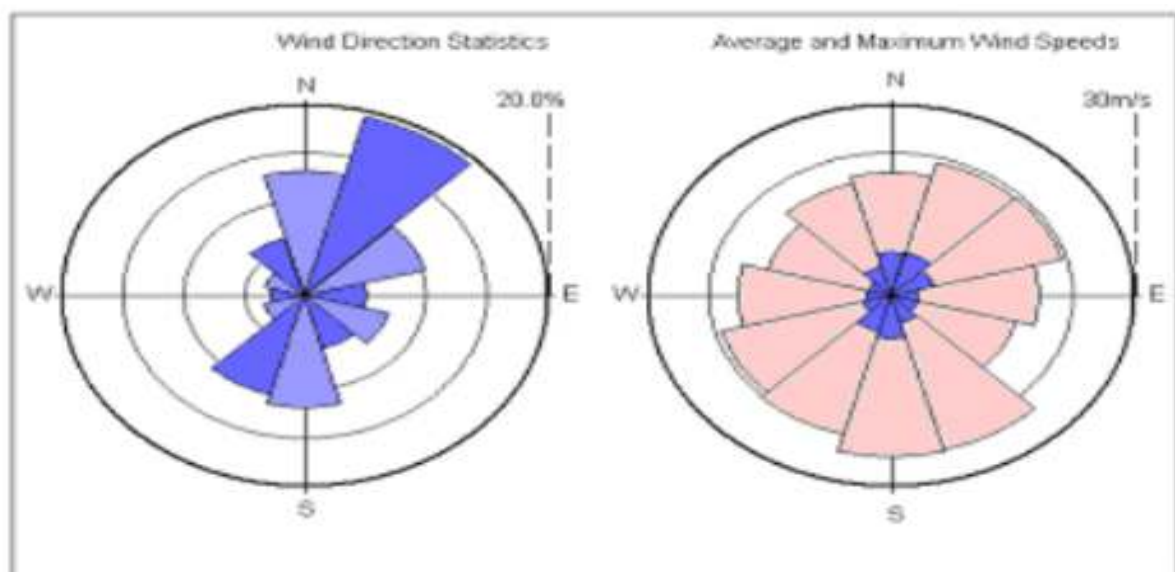 Wind Direction Statistics
N
20.0%
W
E
S
Average and Maximum Wind Speeds
N
30m/s
W
E
S